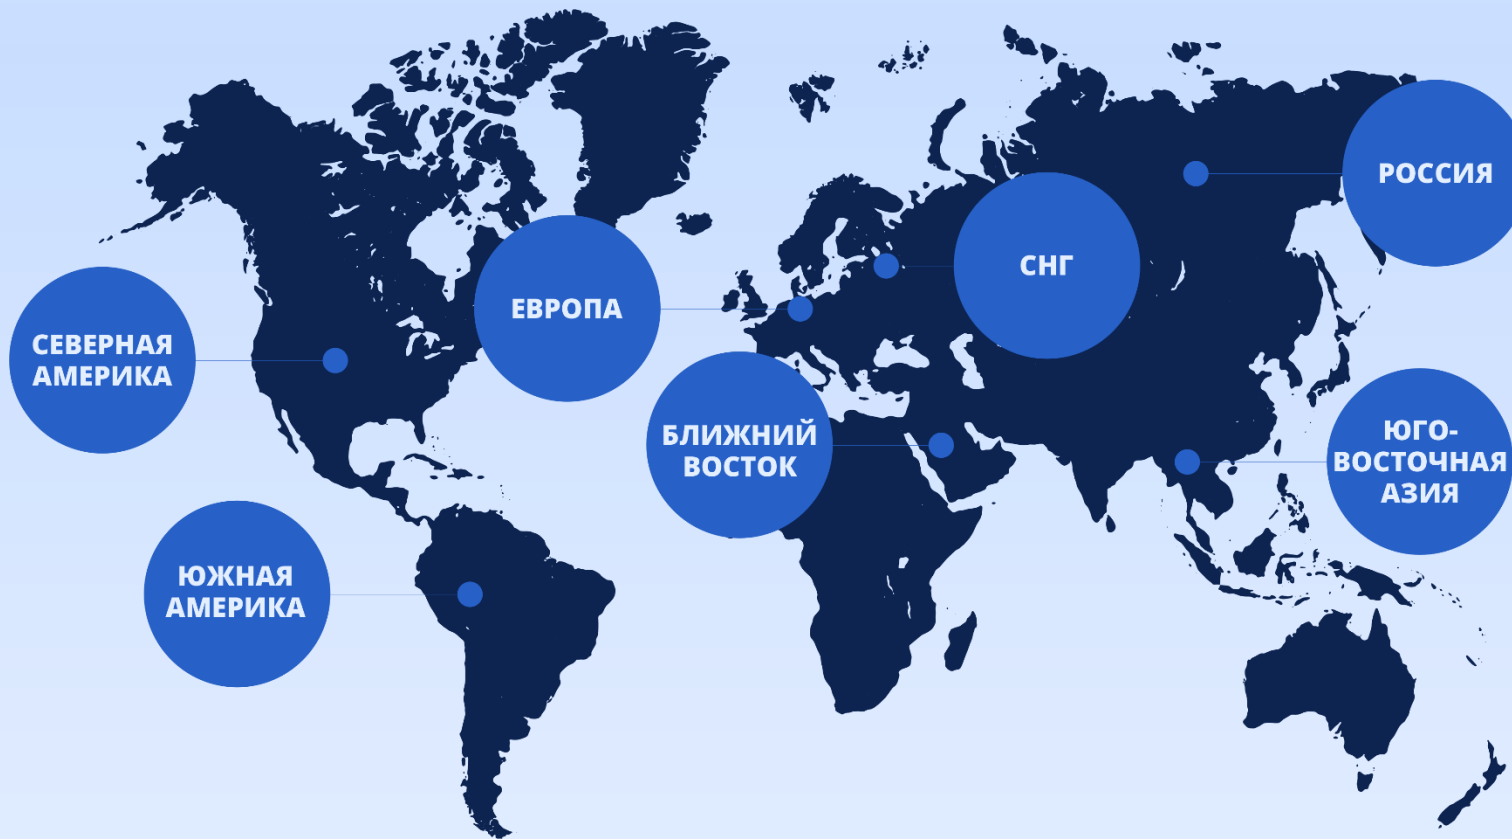 РОССИЯ
СНГ
ЕВРОПА
СЕВЕРНАЯ
АМЕРИКА
БЛИЖНИЙ
ВОСТОК
ЮГО-
ВОСТОЧНАЯ
АЗИЯ
ЮЖНАЯ
АМЕРИКА